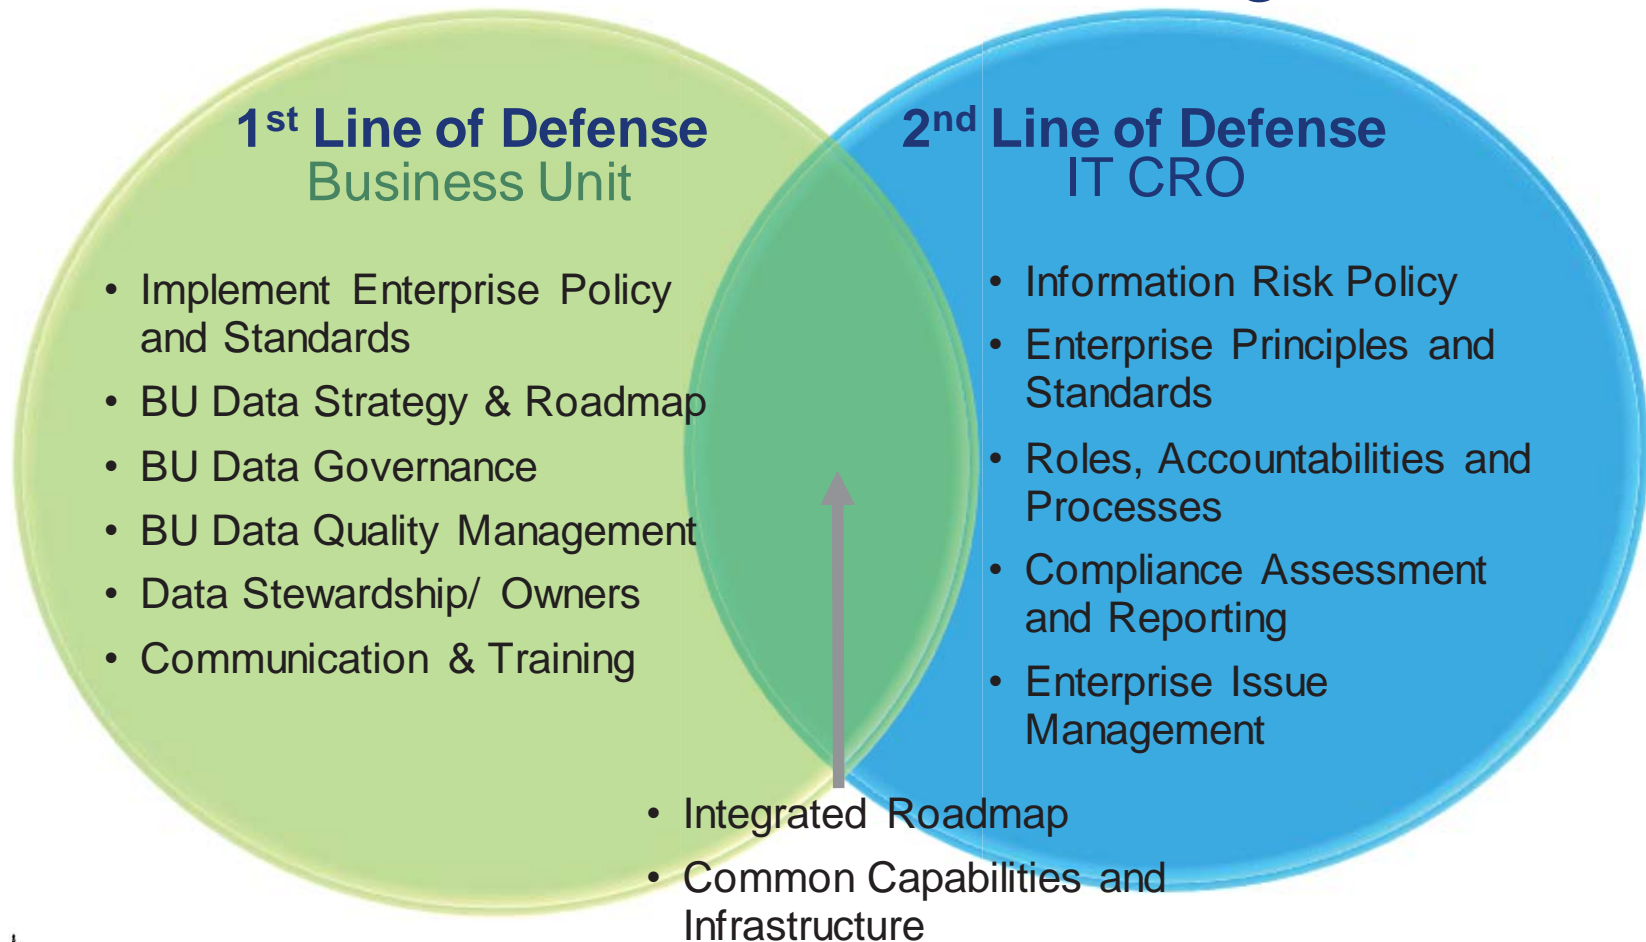 1st Line of Defense
Business Unit
• Implement Enterprise Policy
and Standards
• BU Data Strategy & Roadmap
• BU Data Governance
• BU Data Quality Management
• Data Stewardship/ Owners
• Communication & Training
2nd Line of Defense
IT CRO
• Information Risk Policy
• Enterprise Principles and
Standards
• Roles, Accountabilities and
Processes
• Compliance Assessment
and Reporting
• Enterprise Issue
Management
• Integrated Roadmap
• Common Capabilities and
Infrastructure